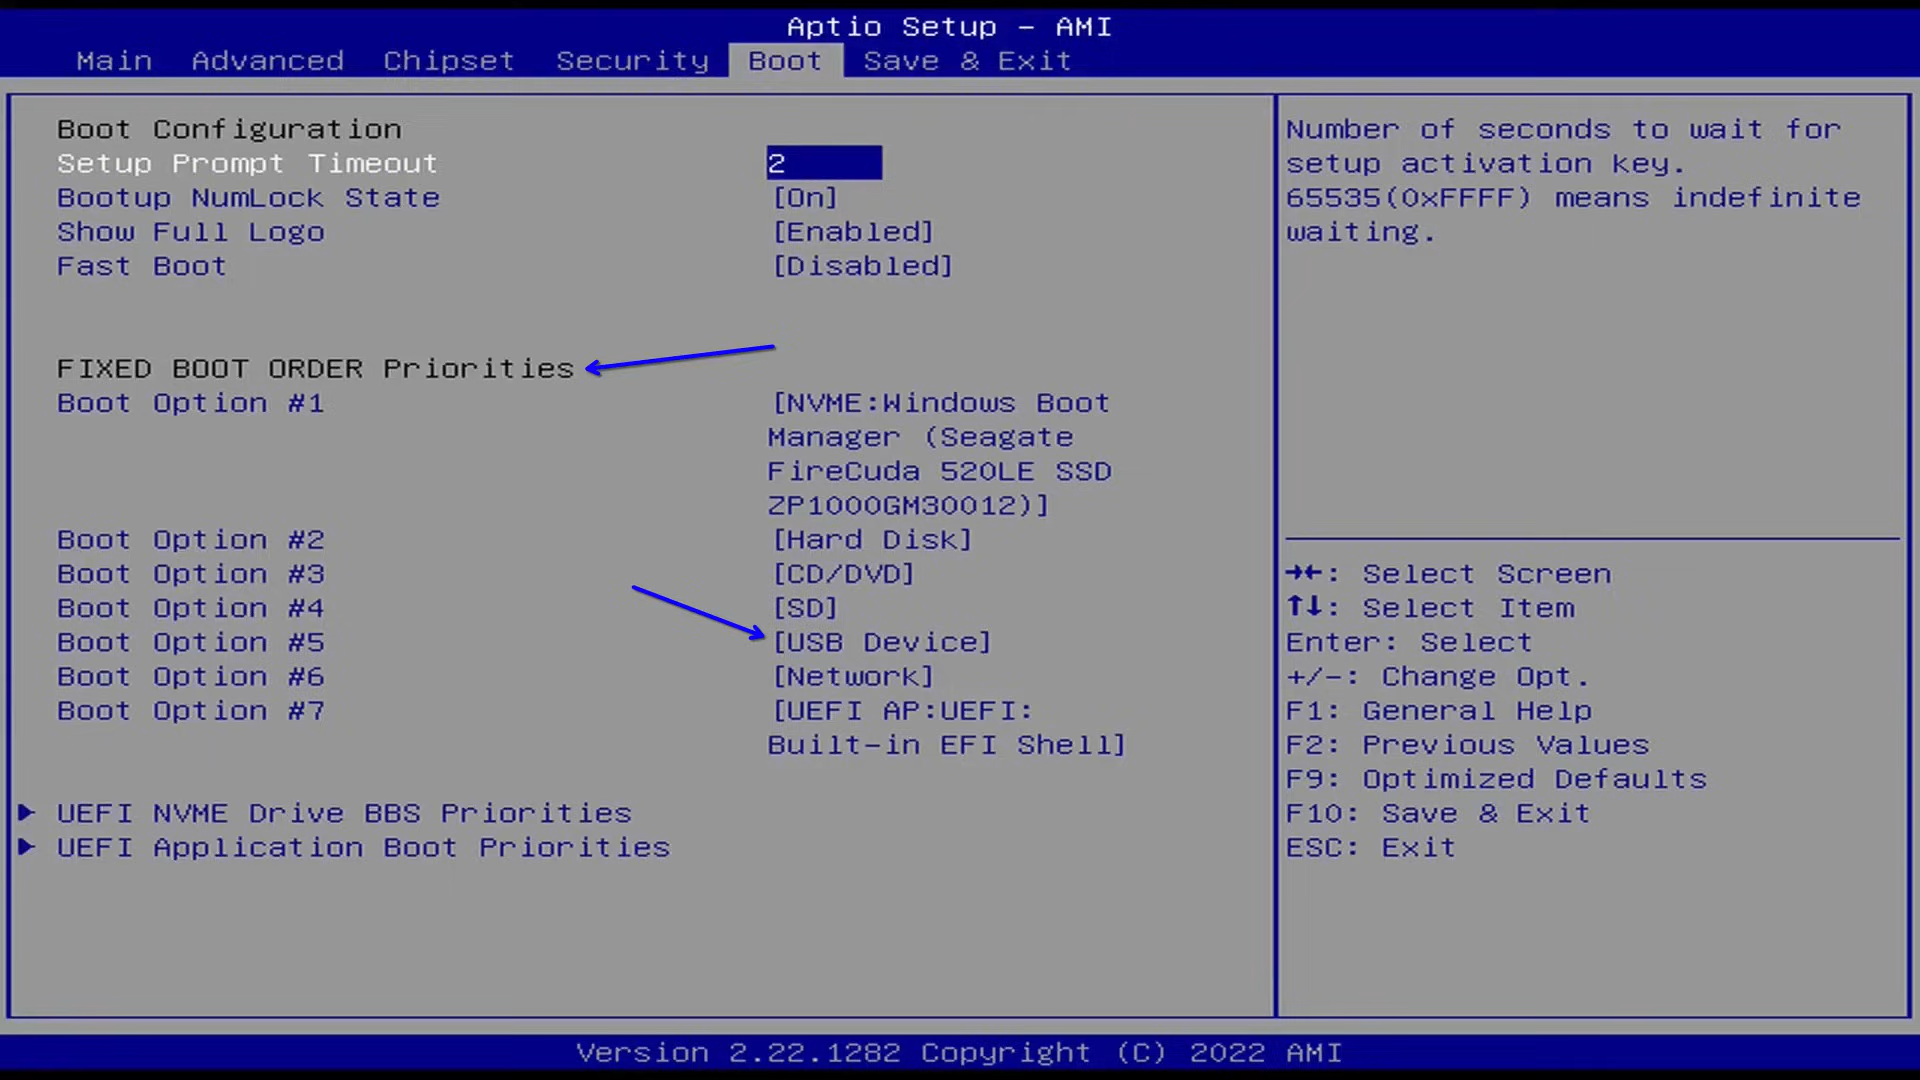 Aptio Setup - AMI
Main Advanced Chipset Security Boot Save & Exit
Boot Configuration
Setup Prompt Timeout 2
Bootup NumLock State [On]
Show Full Logo [Enabled]
Fast Boot [Disabled]
FIXED BOOT ORDER Priorities
Boot Option #1 [NVME:Windows Boot
Manager (Seagate
FireCuda 520LE SSD
ZP1000GM30012)]
Boot Option #2 [Hard Disk]
Boot Option #3 [CD/DVD]
Boot Option #4 [SD]
Boot Option #5 [USB Device]
Boot Option #6 [Network]
Boot Option #7 [UEFI AP:UEFI:
Built-in EFI Shell]
UEFI NVME Drive BBS Priorities
UEFI Application Boot Priorities
Number of seconds to wait for
setup activation key.
65535(0xFFFF) means indefinite
waiting.
→←: Select Screen
↑↓: Select Item
Enter: Select
+/-: Change Opt.
F1: General Help
F2: Previous Values
F9: Optimized Defaults
F10: Save & Exit
ESC: Exit
Version 2.22.1282 Copyright (C) 2022 AMI